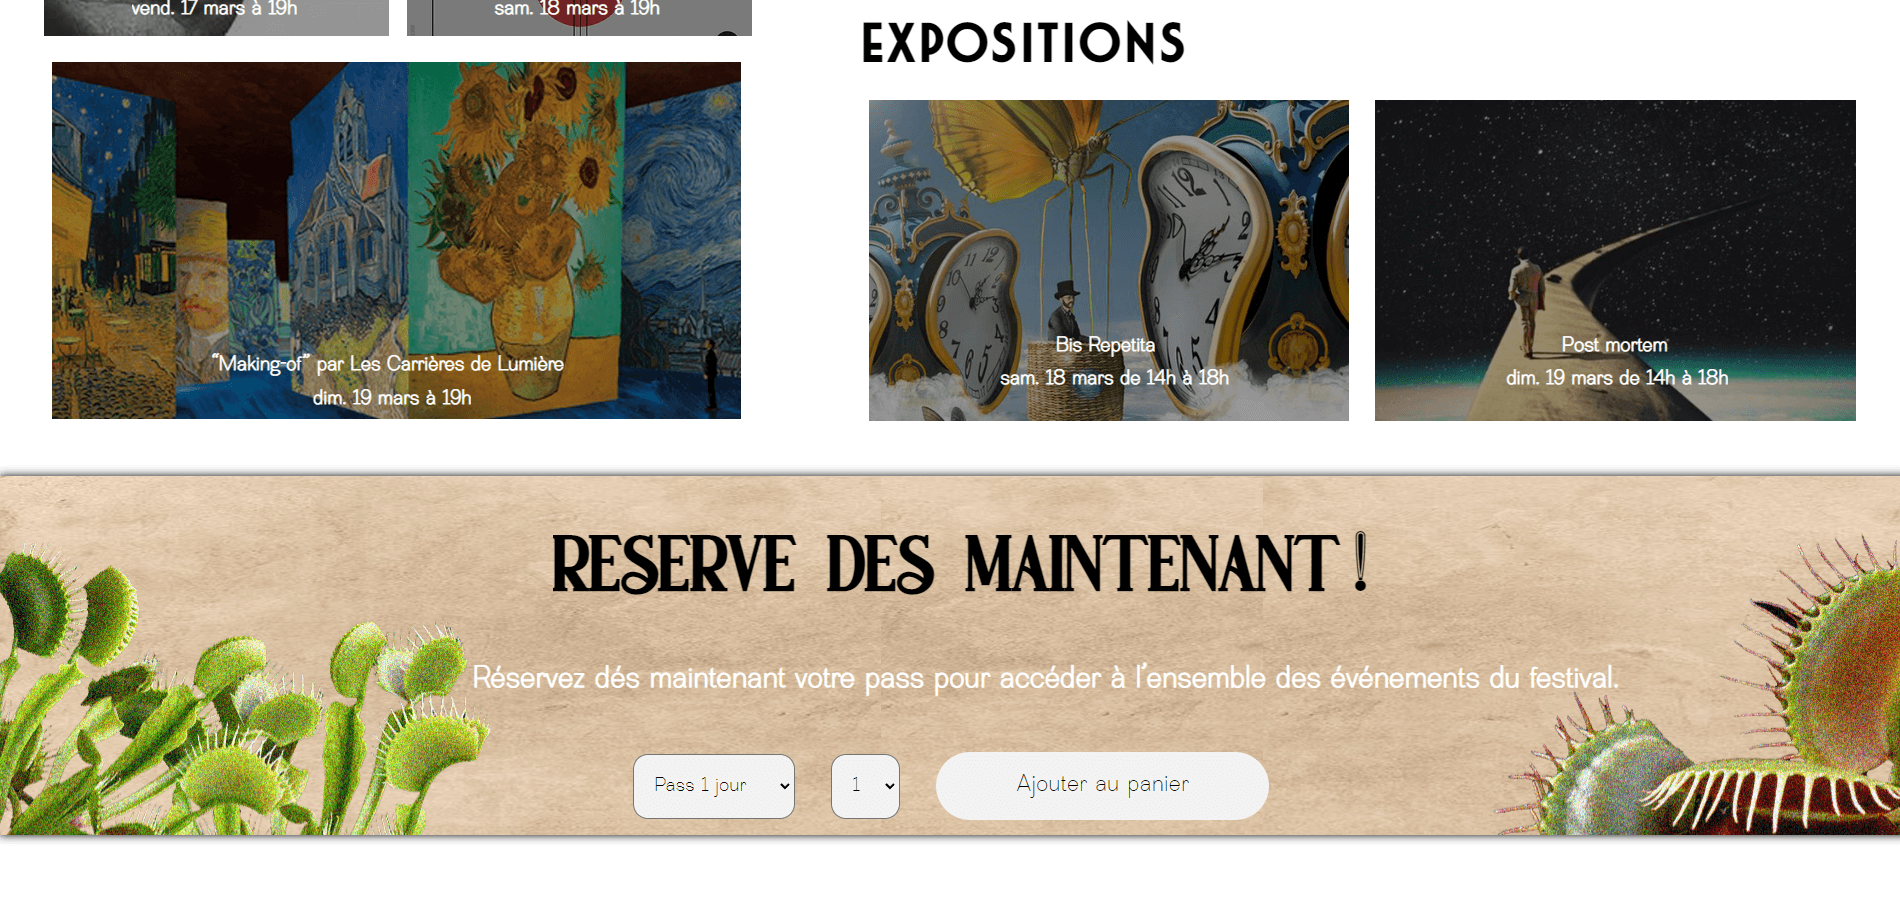 vend. 17 mars à 19h
sam. 18 mars à 19h
“Making-of” par Les Carrières de Lumière
dim. 19 mars à 19h
EXPOSITIONS
Bis Repetita
sam. 18 mars de 14h à 18h
Post mortem
dim. 19 mars de 14h à 18h
RESERVE DES MAINTENANT !
Réservez dés maintenant votre pass pour accéder à l’ensemble des événements du festival.
Pass 1 jour
1
Ajouter au panier